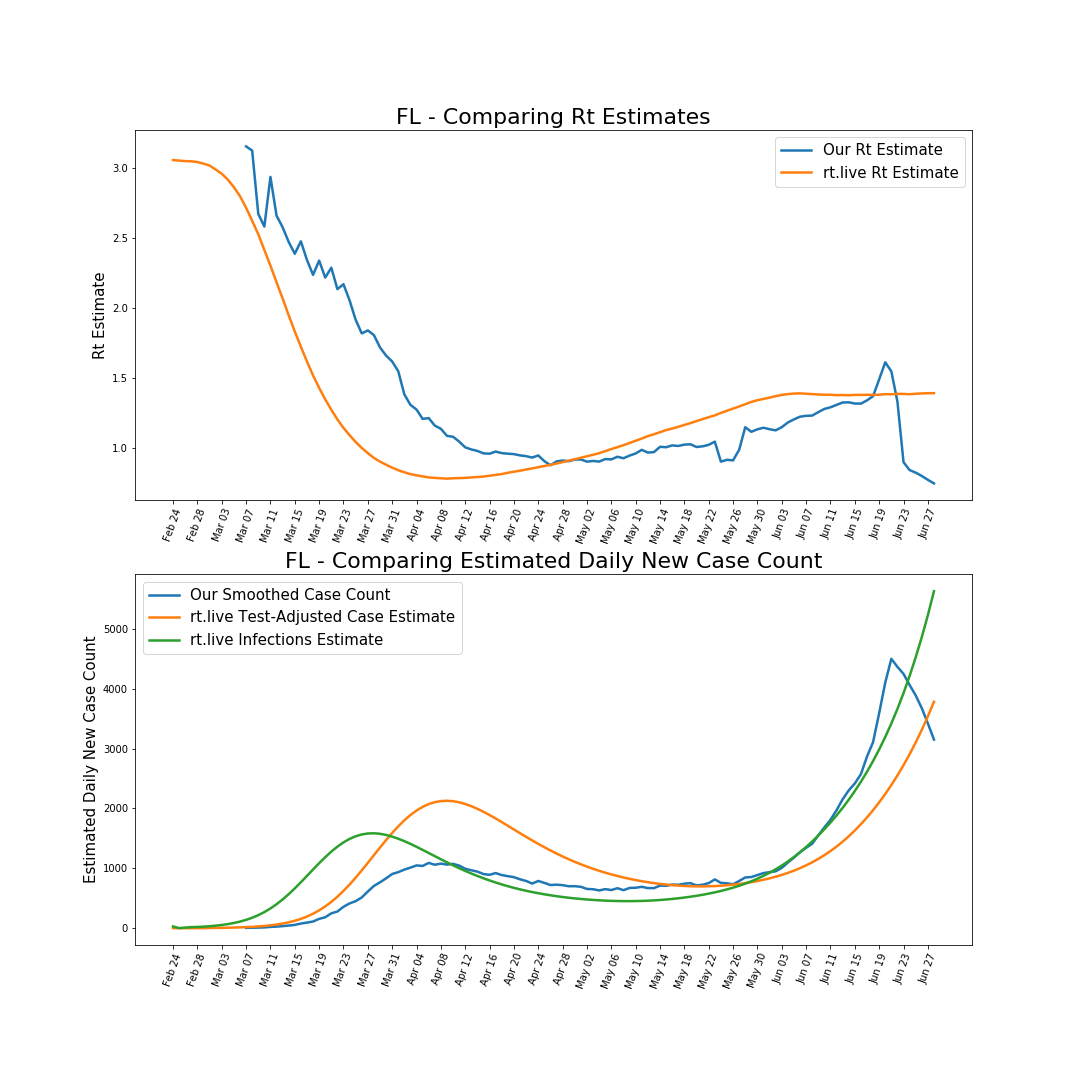 FL - Comparing Rt Estimates
Our Rt Estimate
rt.live Rt Estimate
Rt Estimate
3.0
2.5
2.0
1.5
1.0
Feb 24
Feb 28
Mar 03
Mar 07
Mar 11
Mar 15
Mar 19
Mar 23
Mar 27
Mar 31
Apr 04
Apr 08
Apr 12
Apr 16
Apr 20
Apr 24
Apr 28
May 02
May 06
May 10
May 14
May 18
May 22
May 26
May 30
Jun 03
Jun 07
Jun 11
Jun 15
Jun 19
Jun 23
Jun 27
FL - Comparing Estimated Daily New Case Count
Our Smoothed Case Count
rt.live Test-Adjusted Case Estimate
rt.live Infections Estimate
Estimated Daily New Case Count
5000
4000
3000
2000
1000
0
Feb 24
Feb 28
Mar 03
Mar 07
Mar 11
Mar 15
Mar 19
Mar 23
Mar 27
Mar 31
Apr 04
Apr 08
Apr 12
Apr 16
Apr 20
Apr 24
Apr 28
May 02
May 06
May 10
May 14
May 18
May 22
May 26
May 30
Jun 03
Jun 07
Jun 11
Jun 15
Jun 19
Jun 23
Jun 27